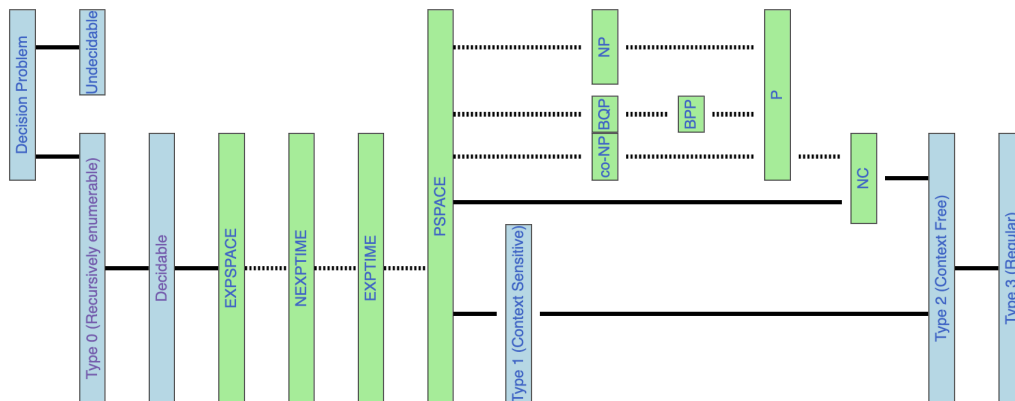 Decision Problem
Undecidable
Type 0 (Recursively enumerable)
Decidable
EXPSPACE
NEXPTIME
EXPTIME
PSPACE
Type 1 (Context Sensitive)
NP
BQP
co-NP
BPP
P
NC
Type 2 (Context Free)
Type 3 (Regular)